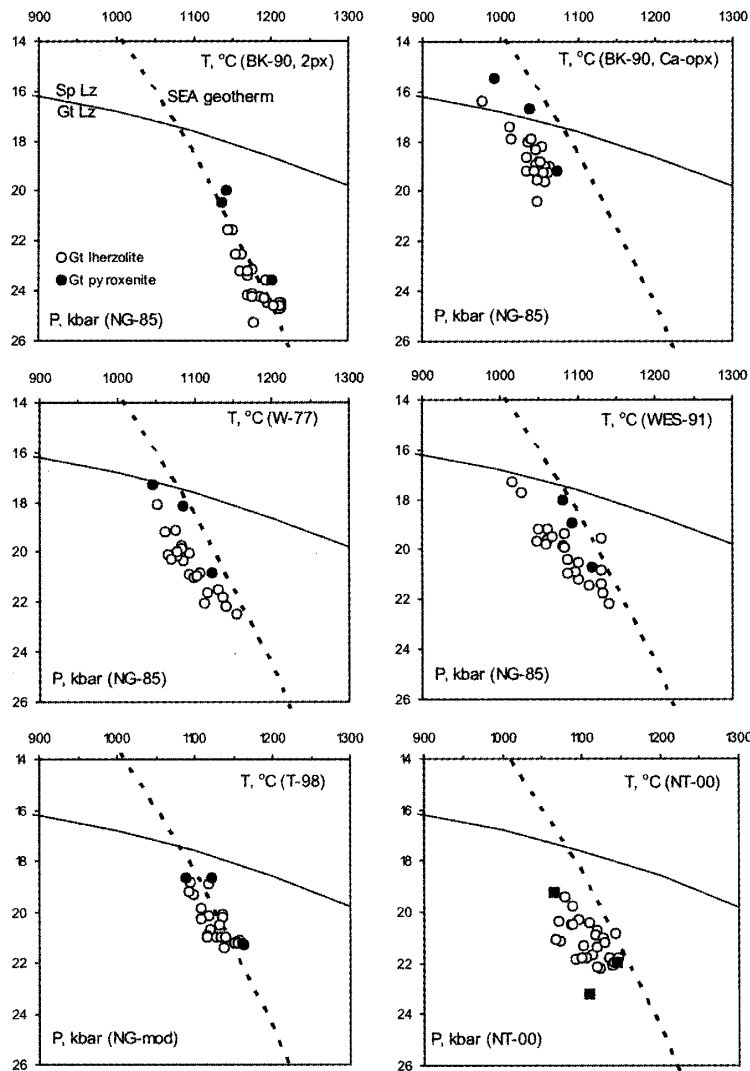 900 1000 1100 1200 1300
14
16
18
20
22
24
26
T, °C (BK-90, 2px)
SEA geotherm
Sp Lz
Gt Lz
Gt lherzolite
Gt pyroxenite
P, kbar (NG-85)
900 1000 1100 1200 1300
14
16
18
20
22
24
26
T, °C (BK-90, Ca-opx)
P, kbar (NG-85)
900 1000 1100 1200 1300
14
16
18
20
22
24
26
T, °C (W-77)
P, kbar (NG-85)
900 1000 1100 1200 1300
14
16
18
20
22
24
26
T, °C (WES-91)
P, kbar (NG-85)
900 1000 1100 1200 1300
14
16
18
20
22
24
26
T, °C (T-98)
P, kbar (NG-mod)
900 1000 1100 1200 1300
14
16
18
20
22
24
26
T, °C (NT-00)
P, kbar (NT-00)